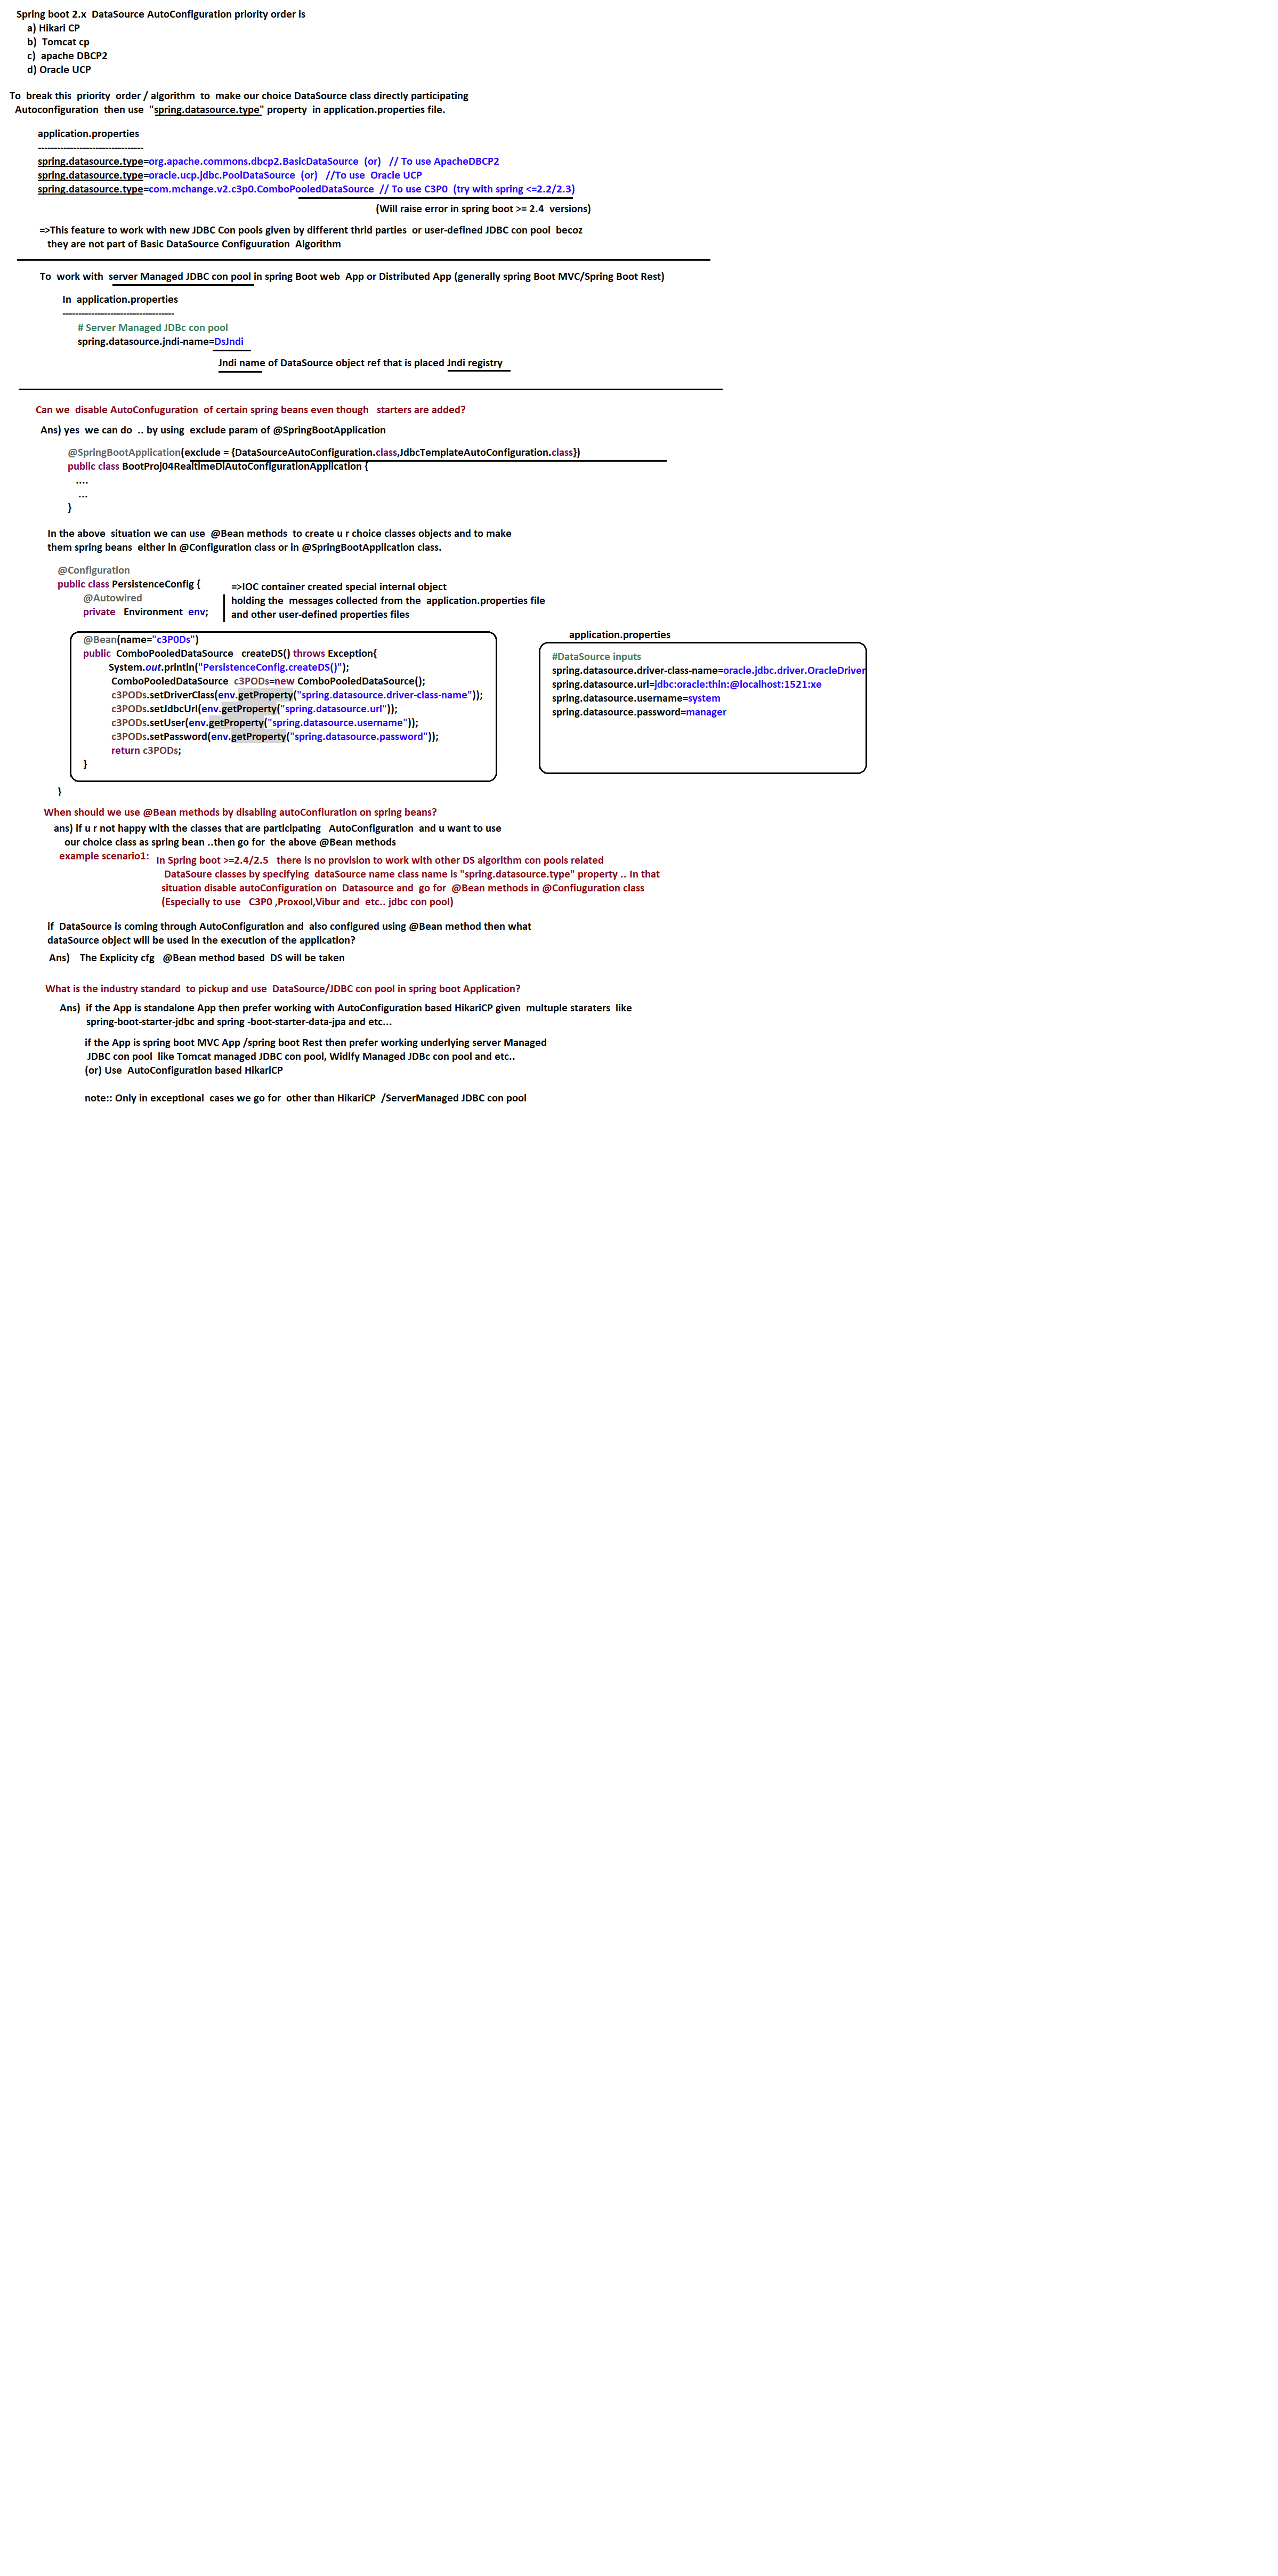 Spring boot 2.x  DataSource AutoConfiguration priority order is
a) Hikari CP
b)  Tomcat cp
c)  apache DBCP2
d) Oracle UCP
To  break this  priority  order / algorithm  to  make our choice DataSource class directly participating
Autoconfiguration  then use  "spring.datasource.type" property  in application.properties file.
application.properties
---------------------------------
spring.datasource.type=org.apache.commons.dbcp2.BasicDataSource  (or)   // To use ApacheDBCP2
spring.datasource.type=oracle.ucp.jdbc.PoolDataSource  (or)   //To use  Oracle UCP
spring.datasource.type=com.mchange.v2.c3p0.ComboPooledDataSource  // To use C3P0  (try with spring <=2.2/2.3)
(Will raise error in spring boot >= 2.4  versions)
=>This feature to work with new JDBC Con pools given by different thrid parties  or user-defined JDBC con pool  becoz
they are not part of Basic DataSource Configuuration  Algorithm
To  work with  server Managed JDBC con pool in spring Boot web  App or Distributed App (generally spring Boot MVC/Spring Boot Rest)
In  application.properties
-----------------------------------
# Server Managed JDBc con pool
spring.datasource.jndi-name=DsJndi
Jndi name of DataSource object ref that is placed Jndi registry
Can we  disable AutoConfuguration  of certain spring beans even though   starters are added?
Ans) yes  we can do  .. by using  exclude param of @SpringBootApplication
@SpringBootApplication(exclude = {DataSourceAutoConfiguration.class,JdbcTemplateAutoConfiguration.class})
public class BootProj04RealtimeDiAutoConfigurationApplication {
....
...
}
In the above  situation we can use  @Bean methods  to create u r choice classes objects and to make
them spring beans  either in @Configuration class or in @SpringBootApplication class.
@Configuration
public class PersistenceConfig {
@Autowired
private   Environment  env;
=>IOC container created special internal object
holding the  messages collected from the  application.properties file
and other user-defined properties files
@Bean(name="c3P0Ds")
public  ComboPooledDataSource   createDS() throws Exception{
System.out.println("PersistenceConfig.createDS()");
ComboPooledDataSource  c3PODs=new ComboPooledDataSource();
c3PODs.setDriverClass(env.getProperty("spring.datasource.driver-class-name"));
c3PODs.setJdbcUrl(env.getProperty("spring.datasource.url"));
c3PODs.setUser(env.getProperty("spring.datasource.username"));
c3PODs.setPassword(env.getProperty("spring.datasource.password"));
return c3PODs;
}
}
application.properties
#DataSource inputs
spring.datasource.driver-class-name=oracle.jdbc.driver.OracleDriver
spring.datasource.url=jdbc:oracle:thin:@localhost:1521:xe
spring.datasource.username=system
spring.datasource.password=manager
When should we use @Bean methods by disabling autoConfiuration on spring beans?
ans) if u r not happy with the classes that are participating   AutoConfiguration  and u want to use
our choice class as spring bean ..then go for  the above @Bean methods
example scenario1:  In Spring boot >=2.4/2.5   there is no provision to work with other DS algorithm con pools related
DataSoure classes by specifying  dataSource name class name is "spring.datasource.type" property .. In that
situation disable autoConfiguration on  Datasource and  go for  @Bean methods in @Confiuguration class
(Especially to use   C3P0 ,Proxool,Vibur and  etc.. jdbc con pool)
if  DataSource is coming through AutoConfiguration and  also configured using @Bean method then what
dataSource object will be used in the execution of the application?
Ans)    The Explicity cfg   @Bean method based  DS will be taken
What is the industry standard  to pickup and use  DataSource/JDBC con pool in spring boot Application?
Ans)  if the App is standalone App then prefer working with AutoConfiguration based HikariCP given  multuple staraters  like
spring-boot-starter-jdbc and spring -boot-starter-data-jpa and etc...
if the App is spring boot MVC App /spring boot Rest then prefer working underlying server Managed
JDBC con pool  like Tomcat managed JDBC con pool, Widlfy Managed JDBc con pool and etc..
(or) Use  AutoConfiguration based HikariCP
note:: Only in exceptional  cases we go for  other than HikariCP  /ServerManaged JDBC con pool